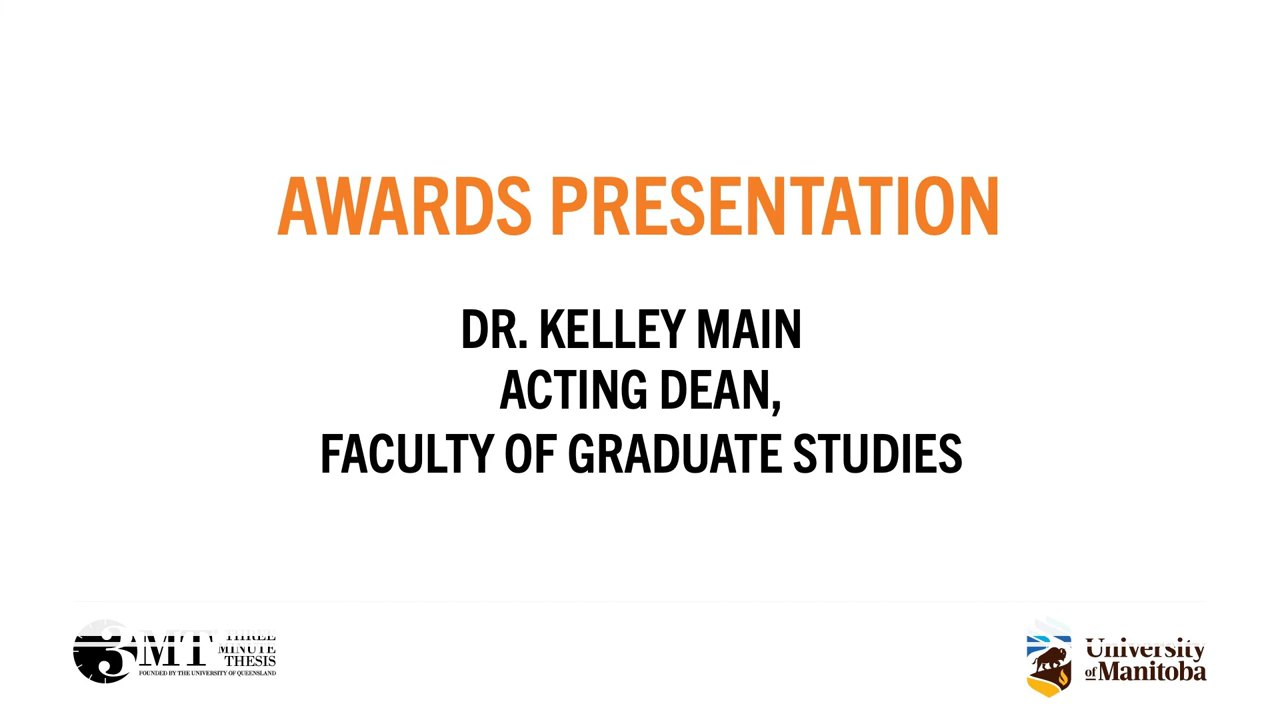 AWARDS PRESENTATION
DR. KELLEY MAIN
ACTING DEAN,
FACULTY OF GRADUATE STUDIES
3MT THREE
MINUTE
THESIS
FOUNDED BY THE UNIVERSITY OF QUEENSLAND
University
of Manitoba